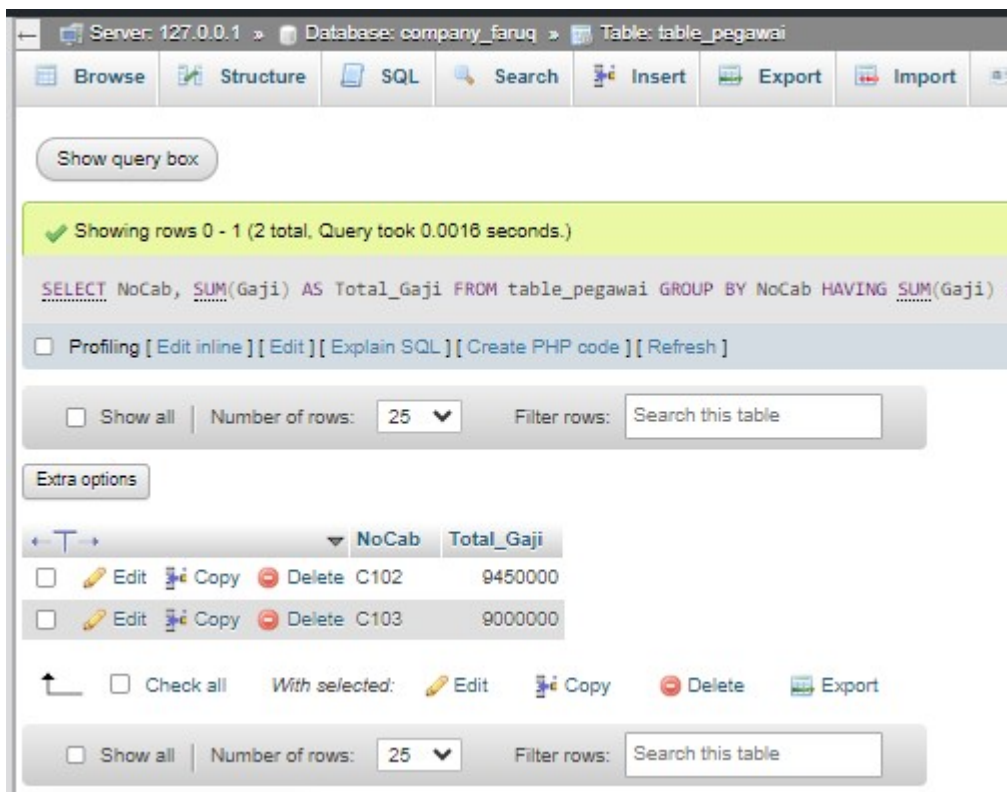 Server: 127.0.0.1 » Database: company_faruq » Table: table_pegawai
Browse Structure SQL Search Insert Export Import
Show query box
Showing rows 0 - 1 (2 total, Query took 0.0016 seconds.)
SELECT NoCab, SUM(Gaji) AS Total_Gaji FROM table_pegawai GROUP BY NoCab HAVING SUM(Gaji)
Profiling [ Edit inline ] [ Edit ] [ Explain SQL ] [ Create PHP code ] [ Refresh ]
Show all Number of rows: 25 Filter rows: Search this table
Extra options
NoCab Total_Gaji
Edit Copy Delete C102 9450000
Edit Copy Delete C103 9000000
Check all With selected: Edit Copy Delete Export
Show all Number of rows: 25 Filter rows: Search this table